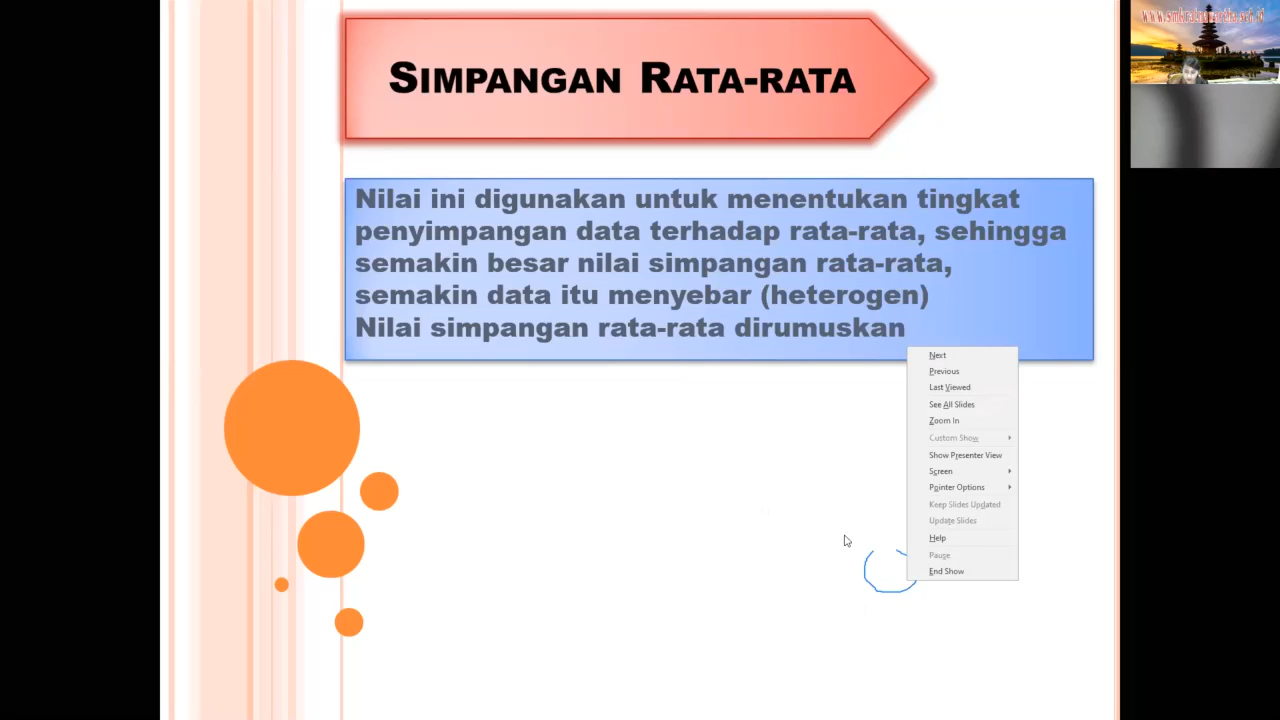 SIMPANGAN RATA-RATA
Nilai ini digunakan untuk menentukan tingkat
penyimpangan data terhadap rata-rata, sehingga
semakin besar nilai simpangan rata-rata,
semakin data itu menyebar (heterogen)
Nilai simpangan rata-rata dirumuskan
Next
Previous
Last Viewed
See All Slides
Zoom In
Custom Show
Show Presenter View
Screen
Pointer Options
Keep Slides Updated
Update Slides
Help
Pause
End Show